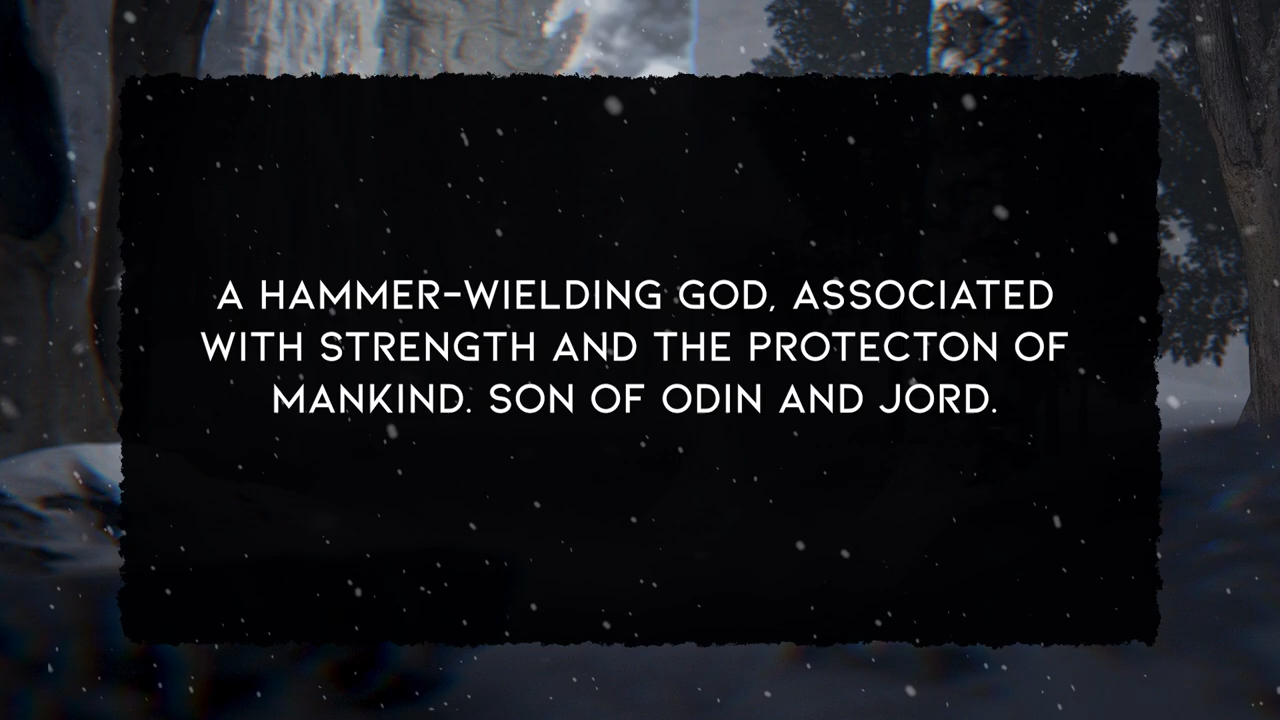 A HAMMER-WIELDING GOD, ASSOCIATED
WITH STRENGTH AND THE PROTECTON OF
MANKIND. SON OF ODIN AND JORD.